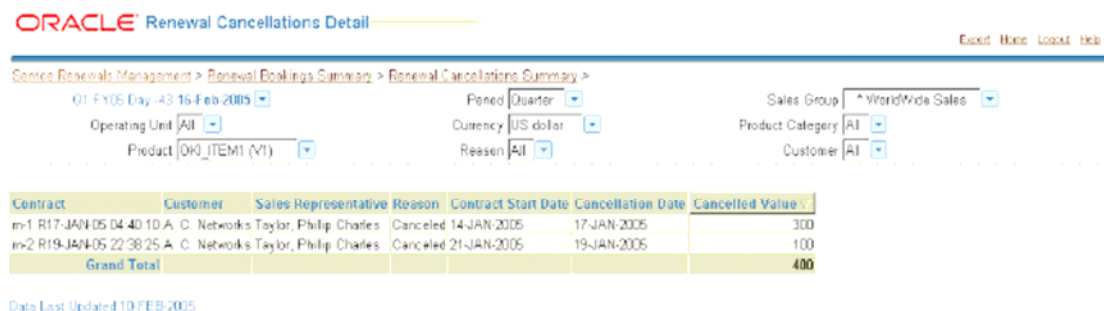 ORACLE Renewal Cancellations Detail
Export Home Logout Help
Service Renewals Management > Renewal Bookings Summary > Renewal Cancellations Summary >
Q1 FY05 Day -43 16-Feb-2005 Period Quarter Sales Group ^WorldWide Sales
Operating Unit All Currency US dollar Product Category All
Product OKI_ITEM1 (V1) Reason All Customer All
Contract Customer Sales Representative Reason Contract Start Date Cancellation Date Cancelled Value
m-1 R17-JAN-05 04:40:10 A. C. Networks Taylor, Philip Charles Canceled 14-JAN-2005 17-JAN-2005 300
m-2 R19-JAN-05 22:38:25 A. C. Networks Taylor, Philip Charles Canceled 21-JAN-2005 19-JAN-2005 100
Grand Total 400
Data Last Updated 10-FEB-2005